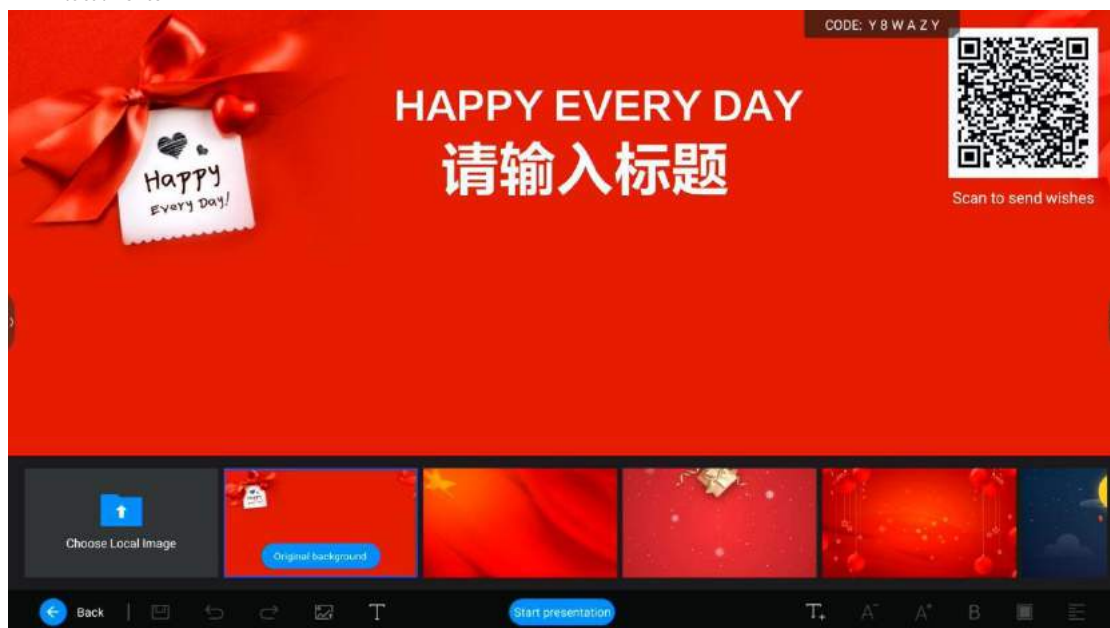 CODE: Y8WAZY
HAPPY EVERY DAY
请输入标题
Happy
Every Day!
Scan to send wishes
Choose Local Image
Original background
Back
T
Start presentation
T+
A-
A+
B